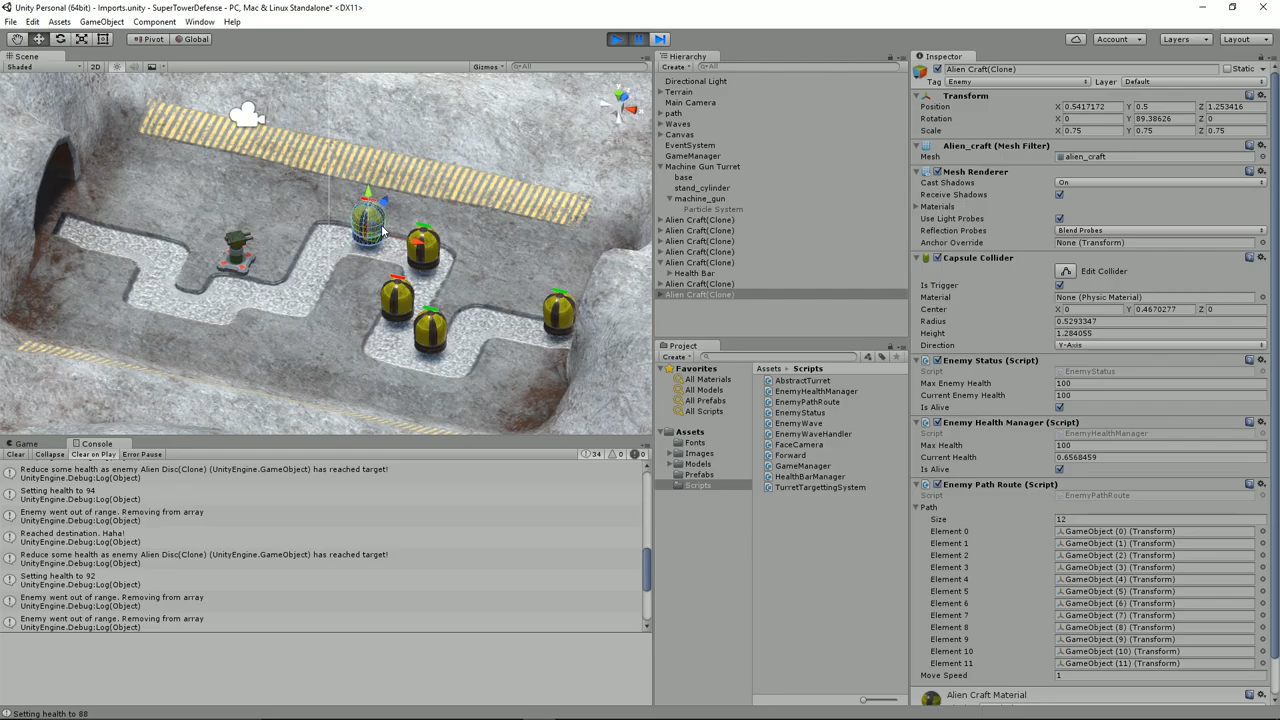 Unity Personal (64bit) - Imports.unity - SuperTowerDefense - PC, Mac & Linux Standalone* <DX11>
File Edit Assets GameObject Component Window Help
Pivot Global Account Layers Layout
Scene
Shaded 2D Gizmos All
Hierarchy
Create All
Directional Light
Terrain
Main Camera
path
Waves
Canvas
EventSystem
GameManager
Machine Gun Turret
base
stand_cylinder
machine_gun
Particle System
Alien Craft(Clone)
Alien Craft(Clone)
Alien Craft(Clone)
Alien Craft(Clone)
Alien Craft(Clone)
Health Bar
Alien Craft(Clone)
Alien Craft(Clone)
Project
Create
Favorites
All Materials
All Models
All Prefabs
All Scripts
Assets
Fonts
Images
Models
Prefabs
Scripts
Assets Scripts
AbstractTurret
EnemyHealthManager
EnemyPathRoute
EnemyStatus
EnemyWave
EnemyWaveHandler
FaceCamera
Forward
GameManager
HealthBarManager
TurretTargettingSystem
Inspector
Alien Craft(Clone) Static
Tag Enemy Layer Default
Transform
Position X 0.5417172 Y 0.5 Z 1.253416
Rotation X 0 Y 89.38626 Z 0
Scale X 0.75 Y 0.75 Z 0.75
Alien_craft (Mesh Filter)
Mesh alien_craft
Mesh Renderer
Cast Shadows On
Receive Shadows
Materials
Use Light Probes
Reflection Probes Blend Probes
Anchor Override None (Transform)
Capsule Collider
Edit Collider
Is Trigger
Material None (Physic Material)
Center X 0 Y 0.4670277 Z 0
Radius 0.5293347
Height 1.284055
Direction Y-Axis
Enemy Status (Script)
Script EnemyStatus
Max Enemy Health 100
Current Enemy Health 100
Is Alive
Enemy Health Manager (Script)
Script EnemyHealthManager
Max Health 100
Current Health 0.6568459
Is Alive
Enemy Path Route (Script)
Script EnemyPathRoute
Path
Size 12
Element 0 GameObject (0) (Transform)
Element 1 GameObject (1) (Transform)
Element 2 GameObject (2) (Transform)
Element 3 GameObject (3) (Transform)
Element 4 GameObject (4) (Transform)
Element 5 GameObject (5) (Transform)
Element 6 GameObject (6) (Transform)
Element 7 GameObject (7) (Transform)
Element 8 GameObject (8) (Transform)
Element 9 GameObject (9) (Transform)
Element 10 GameObject (10) (Transform)
Element 11 GameObject (11) (Transform)
Move Speed 1
Alien Craft Material
Game Console
Clear Collapse Clear on Play Error Pause 34 0 0
Reduce some health as enemy Alien Disc(Clone) (UnityEngine.GameObject) has reached target!
UnityEngine.Debug:Log(Object)
Setting health to 94
UnityEngine.Debug:Log(Object)
Enemy went out of range. Removing from array
UnityEngine.Debug:Log(Object)
Reached destination. Haha!
UnityEngine.Debug:Log(Object)
Reduce some health as enemy Alien Disc(Clone) (UnityEngine.GameObject) has reached target!
UnityEngine.Debug:Log(Object)
Setting health to 92
UnityEngine.Debug:Log(Object)
Enemy went out of range. Removing from array
UnityEngine.Debug:Log(Object)
Enemy went out of range. Removing from array
UnityEngine.Debug:Log(Object)
Setting health to 88